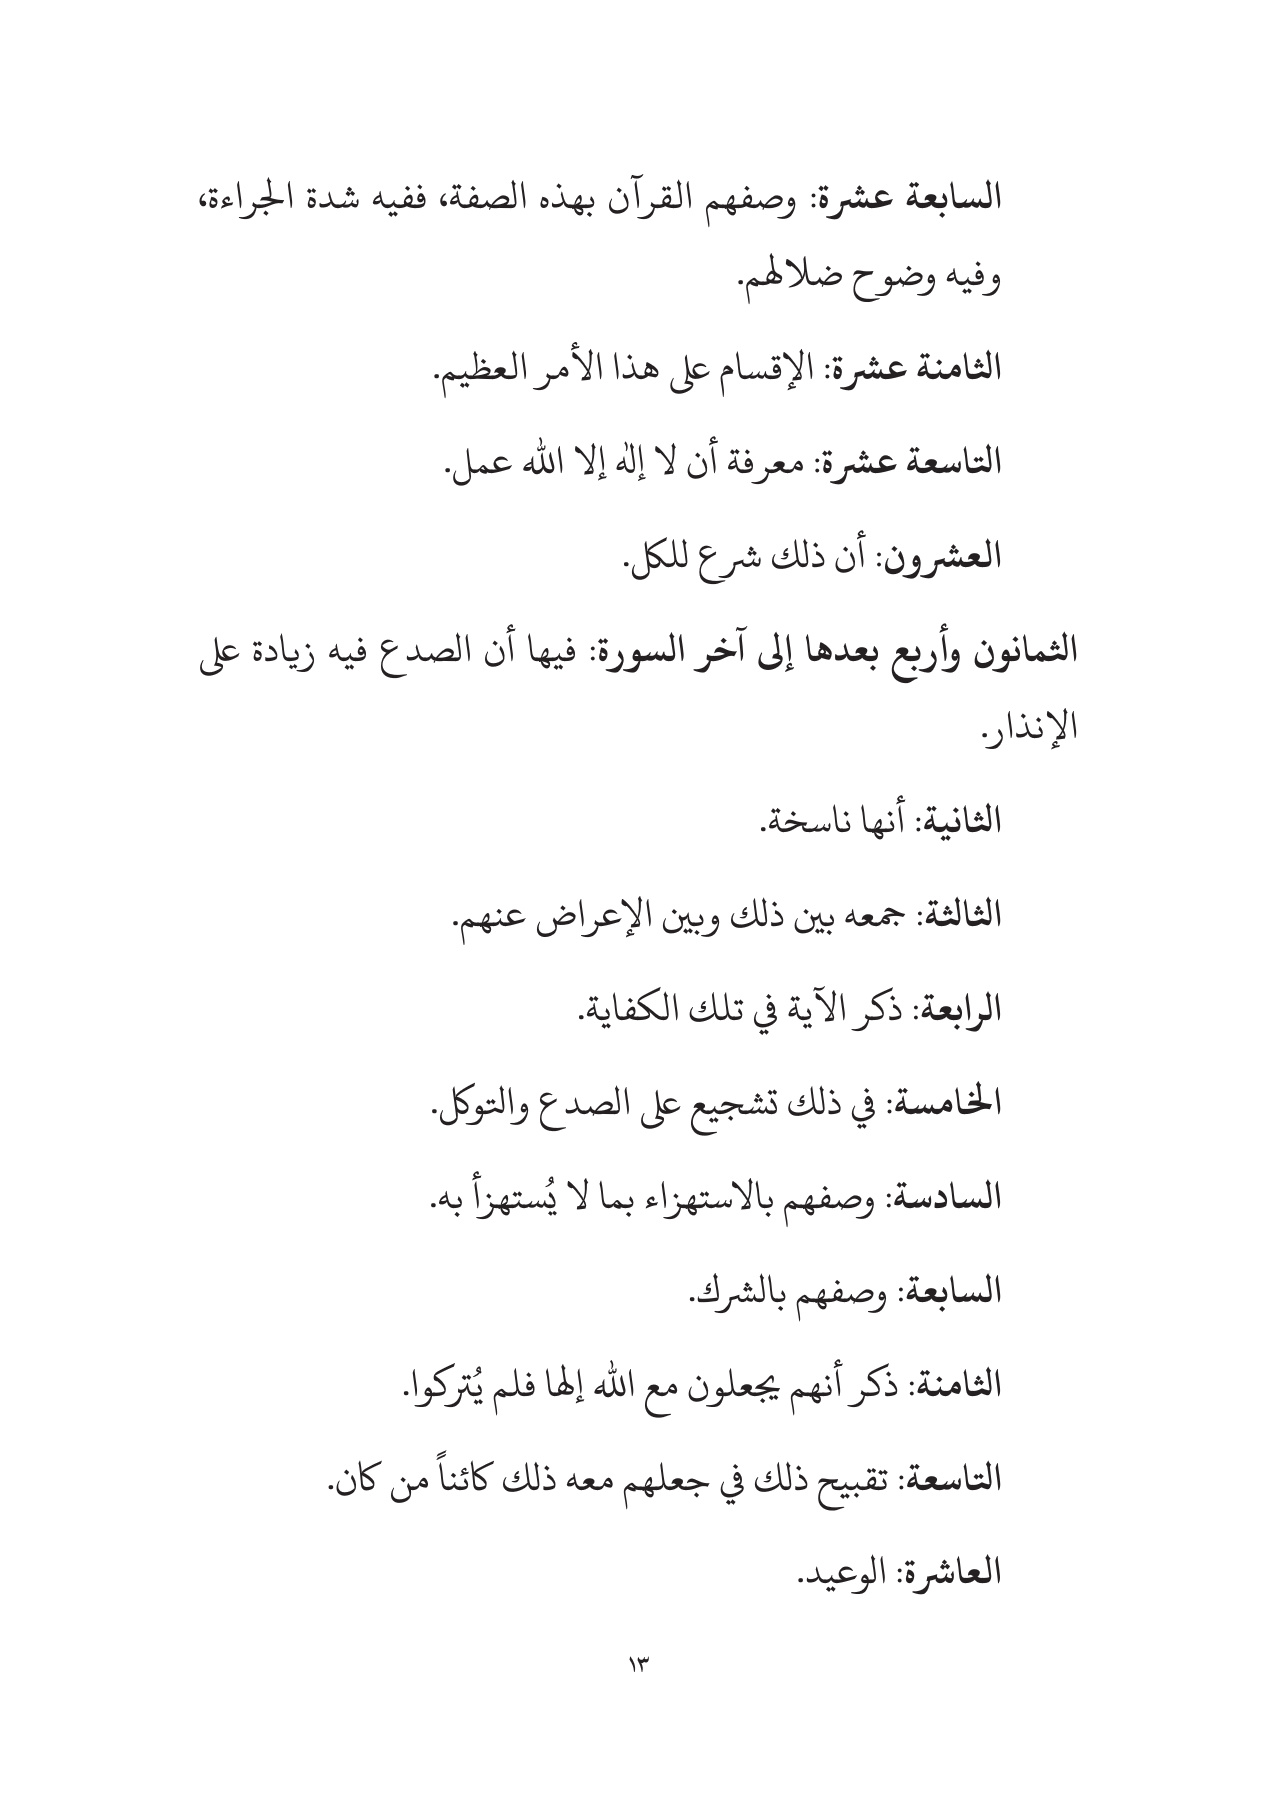 السابعة عشرة: وصفهم القرآن بهذه الصفة، ففيه شدة الجراءة،
وفيه وضوح ضلالهم.
الثامنة عشرة: الإقسام على هذا الأمر العظيم.
التاسعة عشرة: معرفة أن لا إلٰه إلا الله عمل.
العشرون: أن ذلك شرع للكل.
الثمانون وأربع بعدها إلى آخر السورة: فيها أن الصدع فيه زيادة على
الإنذار.
الثانية: أنها ناسخة.
الثالثة: جمعه بين ذلك وبين الإعراض عنهم.
الرابعة: ذكر الآية في تلك الكفاية.
الخامسة: في ذلك تشجيع على الصدع والتوكل.
السادسة: وصفهم بالاستهزاء بما لا يُستهزأ به.
السابعة: وصفهم بالشرك.
الثامنة: ذكر أنهم يجعلون مع الله إلها فلم يُتركوا.
التاسعة: تقبيح ذلك في جعلهم معه ذلك كائناً من كان.
العاشرة: الوعيد.
١٣